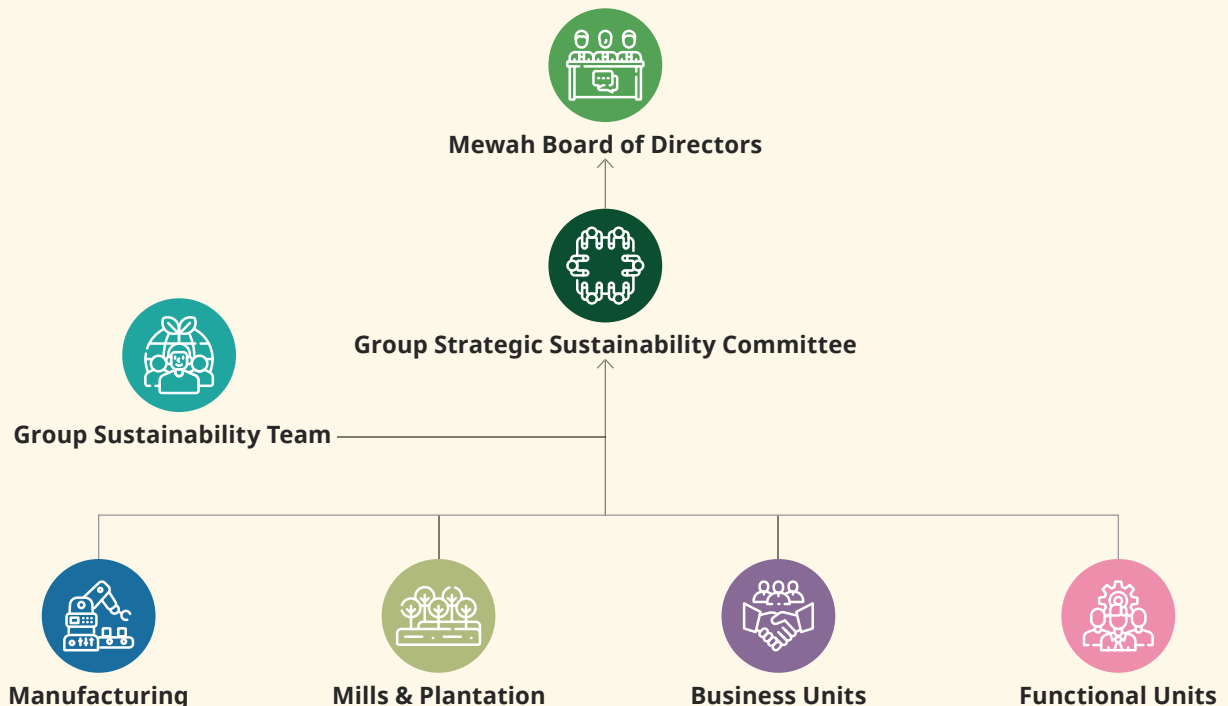 Mewah Board of Directors
Group Strategic Sustainability Committee
Group Sustainability Team
Manufacturing
Mills & Plantation
Business Units
Functional Units